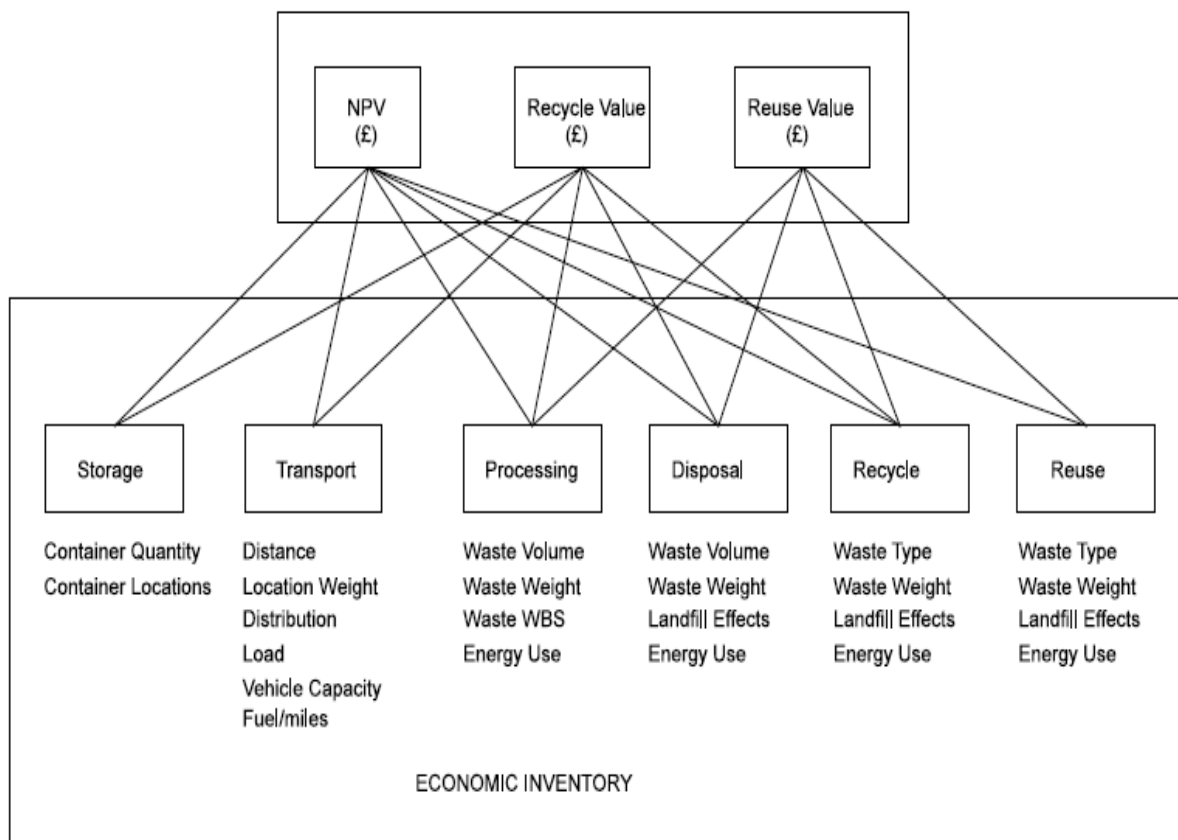 NPV
(£)
Recycle Value
(£)
Reuse Value
(£)
Storage
Transport
Processing
Disposal
Recycle
Reuse
Container Quantity
Container Locations
Distance
Location Weight
Distribution
Load
Vehicle Capacity
Fuel/miles
Waste Volume
Waste Weight
Waste WBS
Energy Use
Waste Volume
Waste Weight
Landfill Effects
Energy Use
Waste Type
Waste Weight
Landfill Effects
Energy Use
Waste Type
Waste Weight
Landfill Effects
Energy Use
ECONOMIC INVENTORY